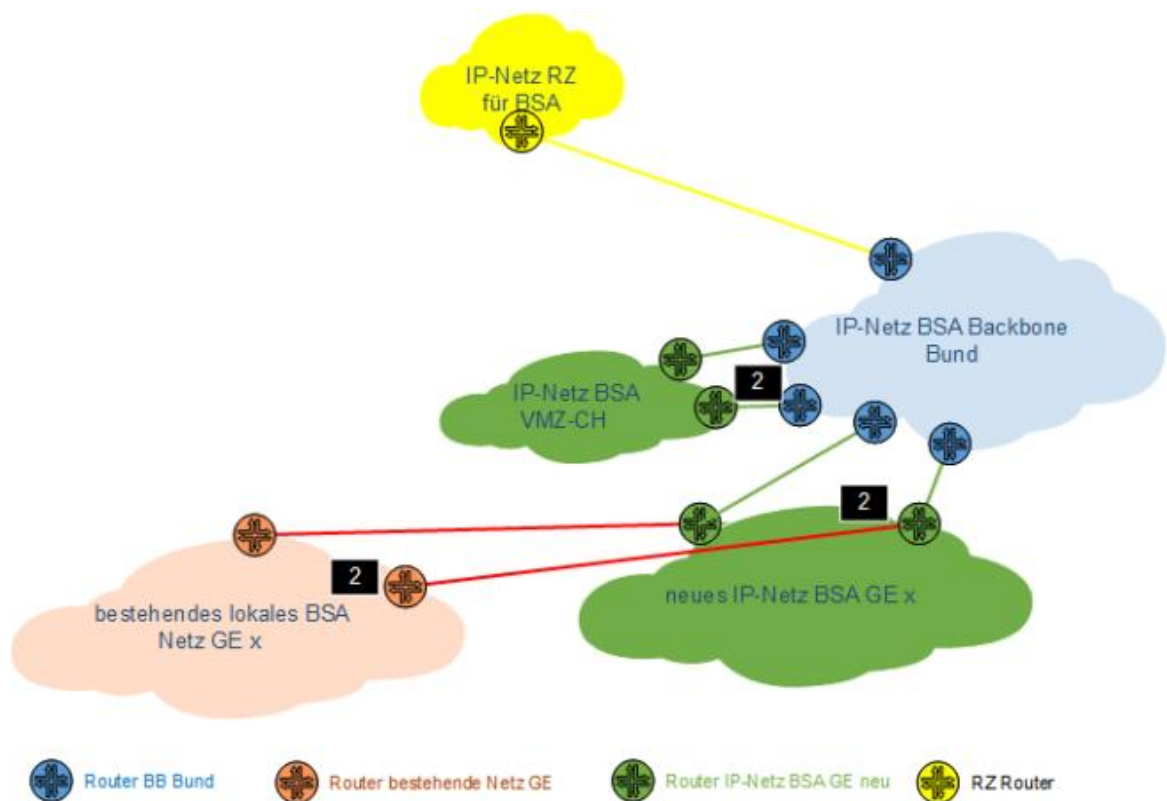 IP-Netz RZ
für BSA
IP-Netz BSA Backbone
Bund
2
IP-Netz BSA
VMZ-CH
2
2
bestehendes lokales BSA
Netz GE x
neues IP-Netz BSA GE x
Router BB Bund
Router bestehende Netz GE
Router IP-Netz BSA GE neu
RZ Router